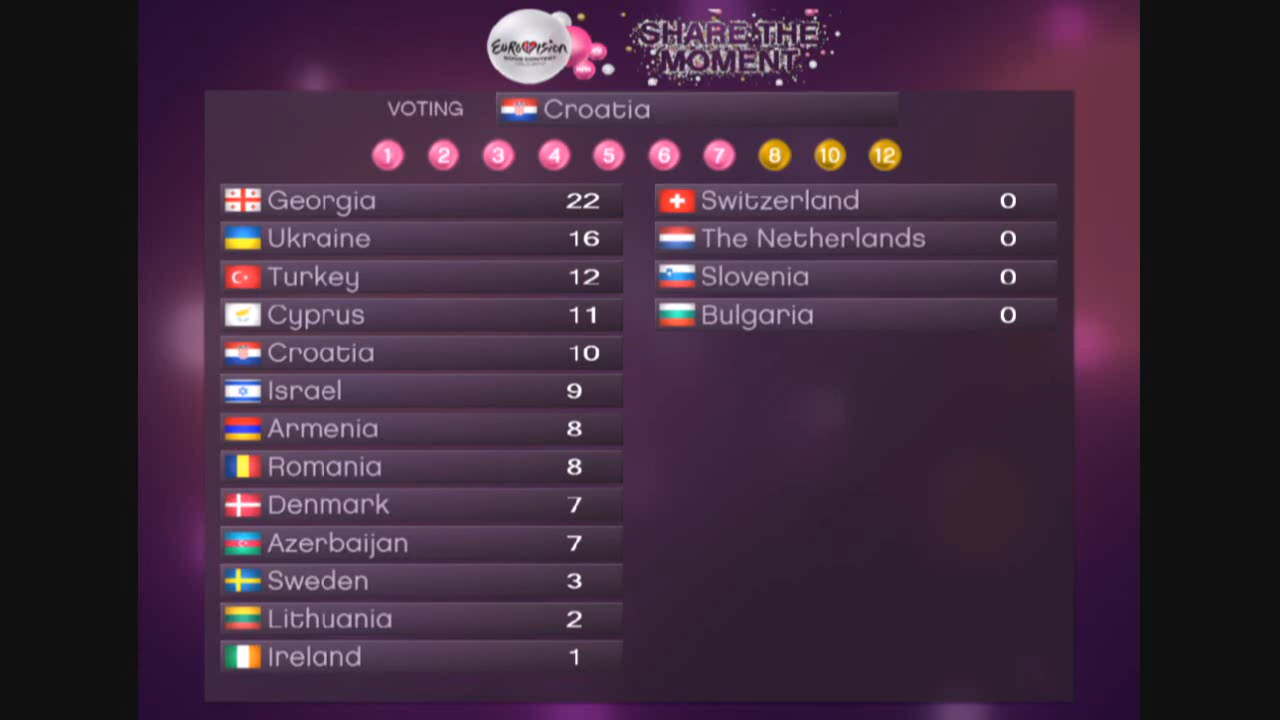 EUROVISION
SONG CONTEST
SHARE THE
MOMENT
VOTING Croatia
1 2 3 4 5 6 7 8 10 12
Georgia 22
Ukraine 16
Turkey 12
Cyprus 11
Croatia 10
Israel 9
Armenia 8
Romania 8
Denmark 7
Azerbaijan 7
Sweden 3
Lithuania 2
Ireland 1
Switzerland 0
The Netherlands 0
Slovenia 0
Bulgaria 0